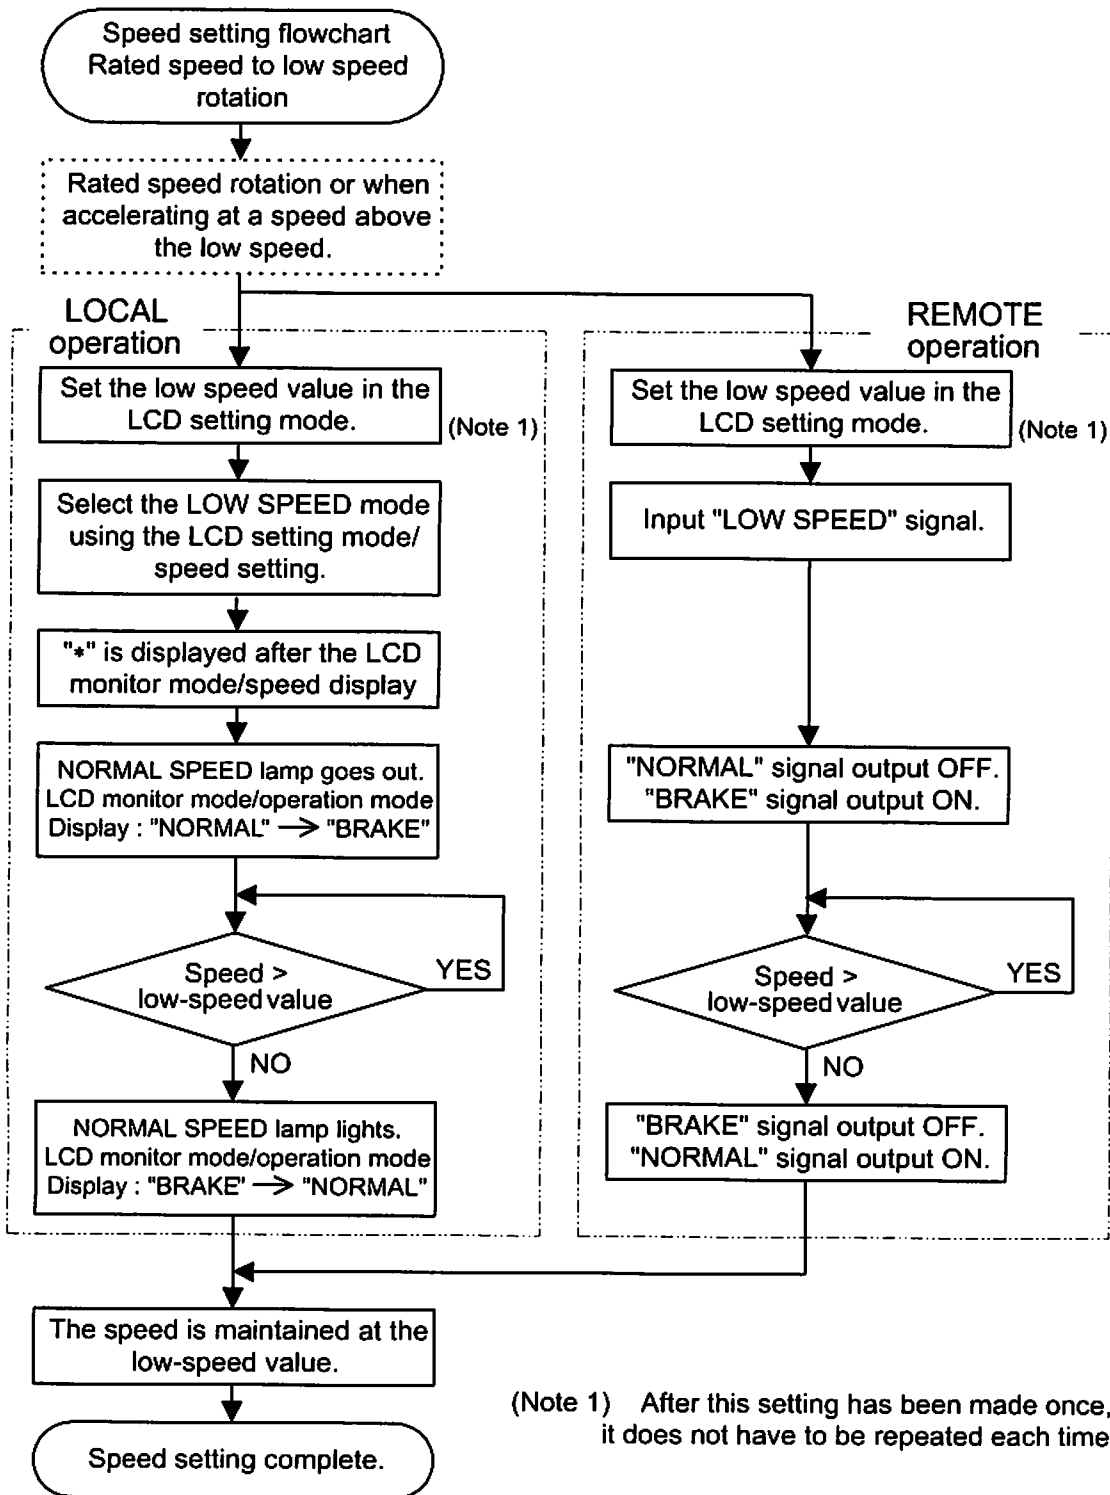 Speed setting flowchart
Rated speed to low speed
rotation
Rated speed rotation or when
accelerating at a speed above
the low speed.
LOCAL
operation
Set the low speed value in the
LCD setting mode.
(Note 1)
Select the LOW SPEED mode
using the LCD setting mode/
speed setting.
"*" is displayed after the LCD
monitor mode/speed display
NORMAL SPEED lamp goes out.
LCD monitor mode/operation mode
Display : "NORMAL" → "BRAKE"
Speed >
low-speed value
YES
NO
NORMAL SPEED lamp lights.
LCD monitor mode/operation mode
Display : "BRAKE" → "NORMAL"
REMOTE
operation
Set the low speed value in the
LCD setting mode.
(Note 1)
Input "LOW SPEED" signal.
"NORMAL" signal output OFF.
"BRAKE" signal output ON.
Speed >
low-speed value
YES
NO
"BRAKE" signal output OFF.
"NORMAL" signal output ON.
The speed is maintained at the
low-speed value.
Speed setting complete.
(Note 1) After this setting has been made once,
it does not have to be repeated each time